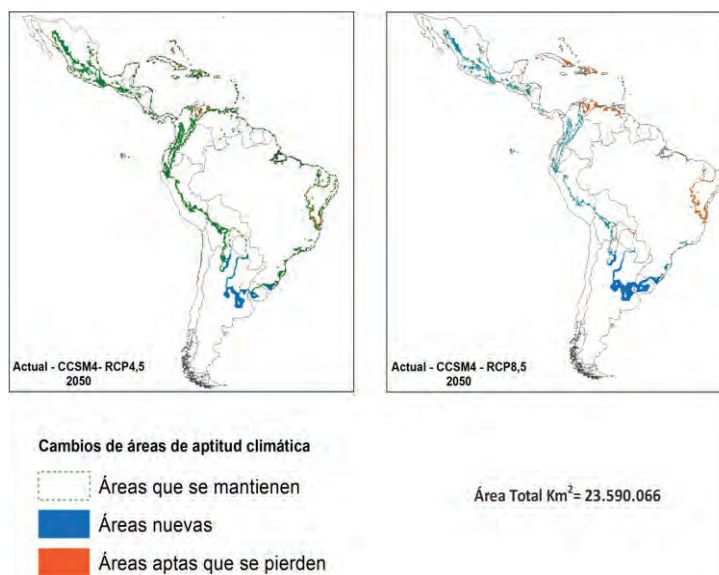 Actual - CCSM4- RCP4,5
2050
Actual - CCSM4 - RCP8,5
2050
Cambios de áreas de aptitud climática
Áreas que se mantienen
Áreas nuevas
Áreas aptas que se pierden
Área Total Km²= 23.590.066